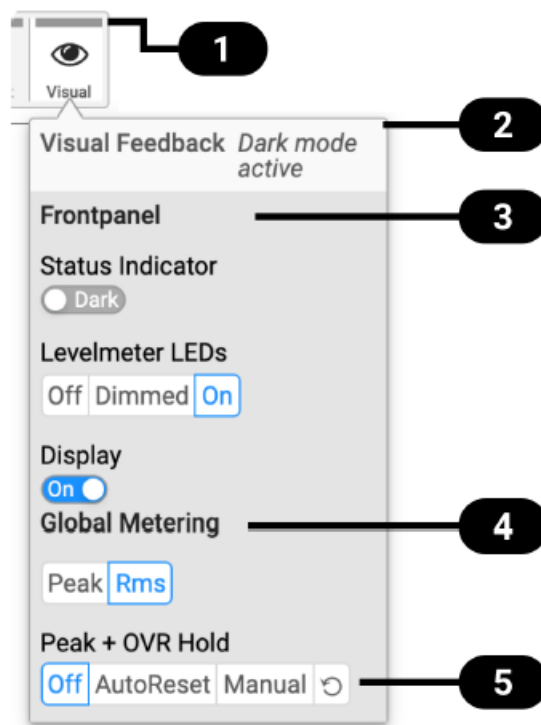 1
Visual
2
Visual Feedback Dark mode
active
Frontpanel
3
Status Indicator
Dark
Levelmeter LEDs
Off Dimmed On
Display
On
Global Metering
4
Peak Rms
Peak + OVR Hold
Off AutoReset Manual
5